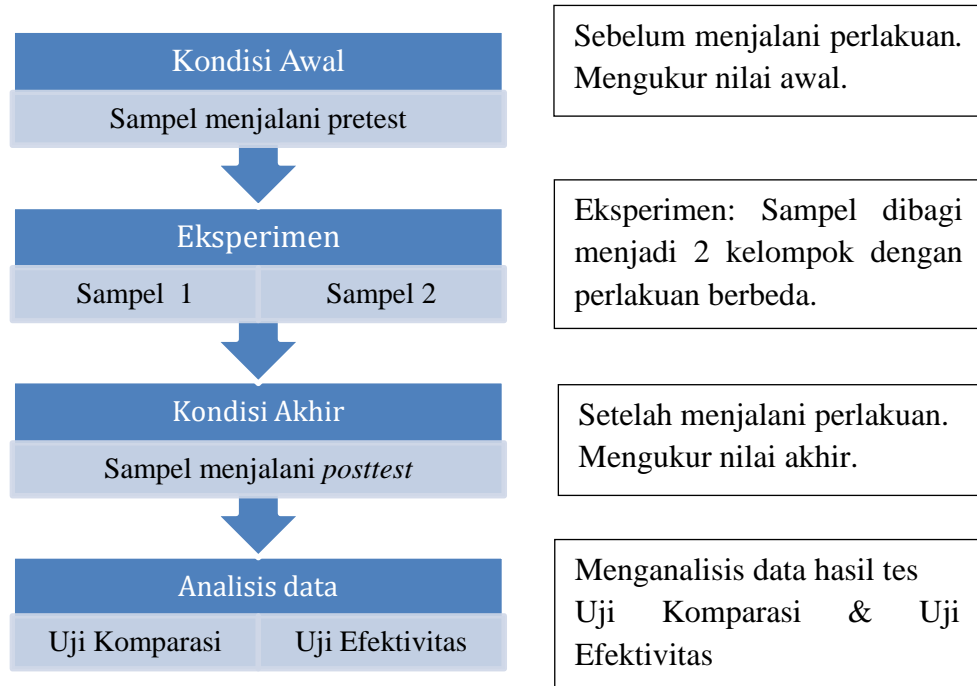 Kondisi Awal
Sampel menjalani pretest
Sebelum menjalani perlakuan.
Mengukur nilai awal.
Eksperimen
Sampel 1
Sampel 2
Eksperimen: Sampel dibagi
menjadi 2 kelompok dengan
perlakuan berbeda.
Kondisi Akhir
Sampel menjalani posttest
Setelah menjalani perlakuan.
Mengukur nilai akhir.
Analisis data
Uji Komparasi
Uji Efektivitas
Menganalisis data hasil tes
Uji Komparasi & Uji
Efektivitas